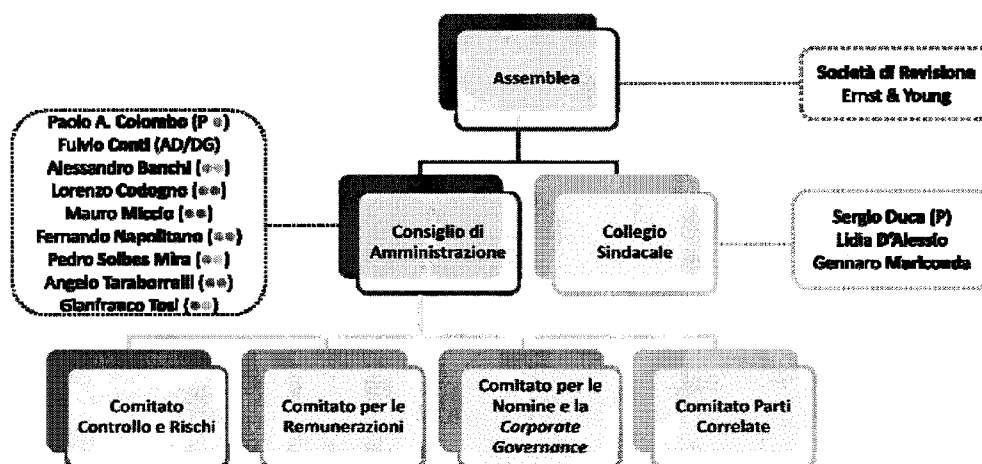 Assemblea
Società di Revisione
Ernst & Young
Paolo A. Colombo (P ●)
Fulvio Conti (AD/DG)
Alessandro Banchi (●●)
Lorenzo Codogno (●●)
Mauro Miccio (●●)
Fernando Napolitano (●●)
Pedro Solbes Mira (●●)
Angelo Taraborrelli (●●)
Gianfranco Tosi (●●)
Consiglio di
Amministrazione
Collegio
Sindacale
Sergio Duca (P)
Lidia D'Alessio
Gennaro Mariconda
Comitato
Controllo e Rischi
Comitato per le
Remunerazioni
Comitato per le
Nomine e la
Corporate
Governance
Comitato Parti
Correlate